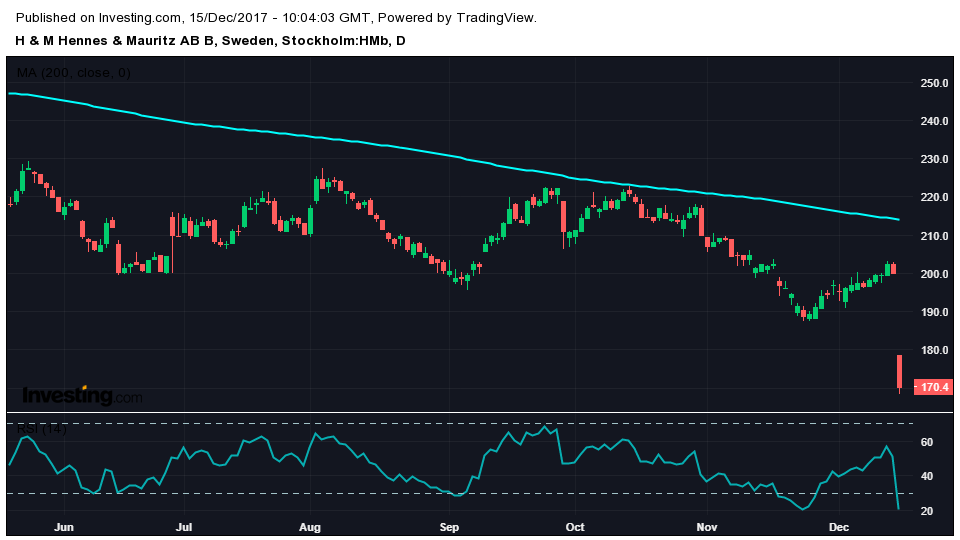 Published on Investing.com, 15/Dec/2017 - 10:04:03 GMT, Powered by TradingView.
H & M Hennes & Mauritz AB B, Sweden, Stockholm:HMb, D
MA (200, close, 0)
250.0
240.0
230.0
220.0
210.0
200.0
190.0
180.0
170.4
Investing.com
RSI (14)
60
40
20
Jun Jul Aug Sep Oct Nov Dec